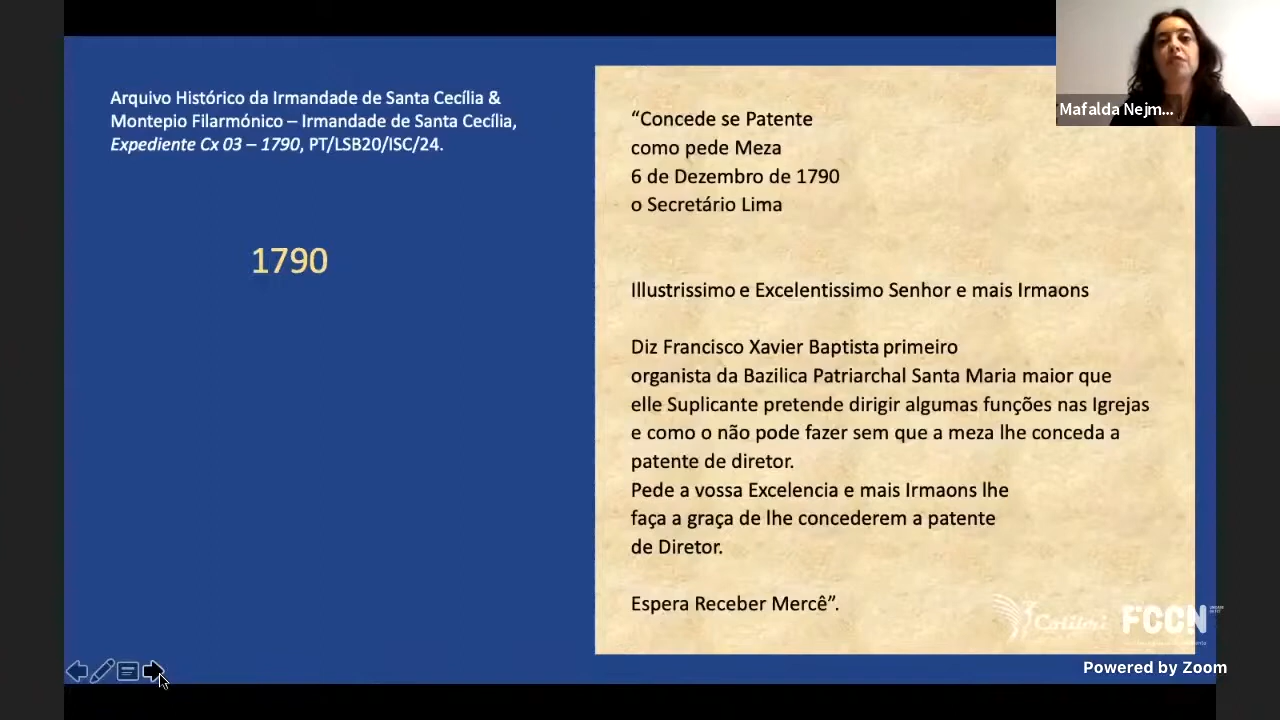 Arquivo Histórico da Irmandade de Santa Cecília &
Montepio Filarmónico – Irmandade de Santa Cecília,
Expediente Cx 03 – 1790, PT/LSB20/ISC/24.
1790
“Concede se Patente
como pede Meza
6 de Dezembro de 1790
o Secretário Lima
Illustrissimo e Excelentissimo Senhor e mais Irmaons
Diz Francisco Xavier Baptista primeiro
organista da Bazilica Patriarchal Santa Maria maior que
elle Suplicante pretende dirigir algumas funções nas Igrejas
e como o não pode fazer sem que a meza lhe conceda a
patente de diretor.
Pede a vossa Excelencia e mais Irmaons lhe
faça a graça de lhe concederem a patente
de Diretor.
Espera Receber Mercê”.
Mafalda Nejm...
Colibri FCCN
Powered by Zoom